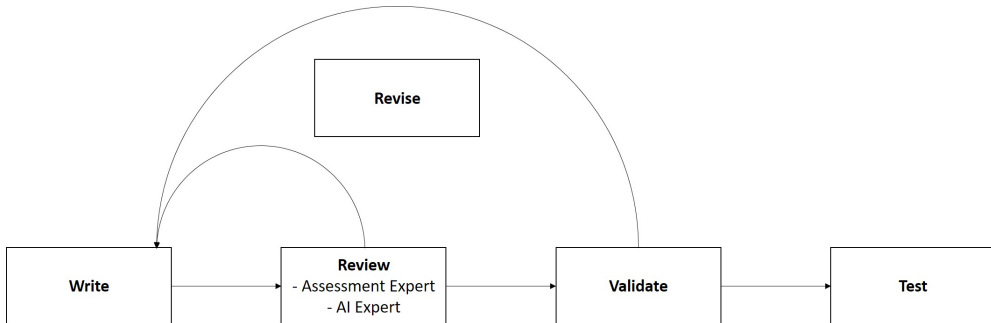 Revise
Write
Review
- Assessment Expert
- AI Expert
Validate
Test